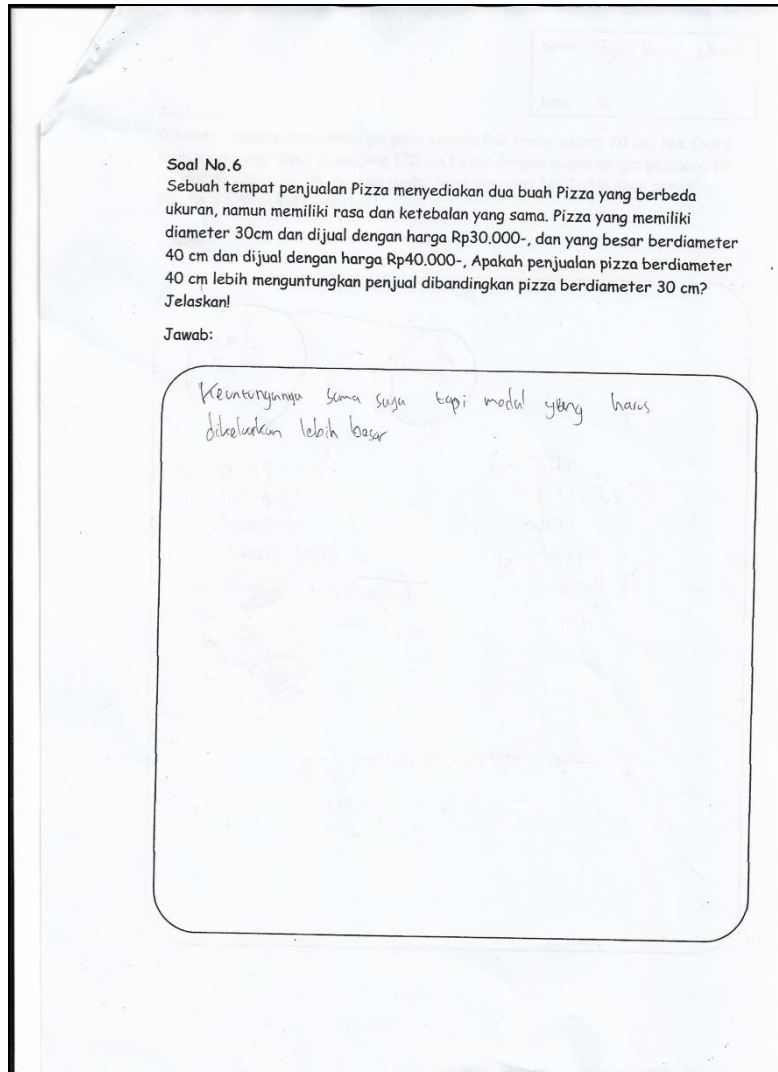 Soal No.6
Sebuah tempat penjualan Pizza menyediakan dua buah Pizza yang berbeda
ukuran, namun memiliki rasa dan ketebalan yang sama. Pizza yang memiliki
diameter 30cm dan dijual dengan harga Rp30.000-, dan yang besar berdiameter
40 cm dan dijual dengan harga Rp40.000-, Apakah penjualan pizza berdiameter
40 cm lebih menguntungkan penjual dibandingkan pizza berdiameter 30 cm?
Jelaskan!
Jawab:
Keuntungannya sama saja tapi modal yang harus
dikeluarkan lebih besar